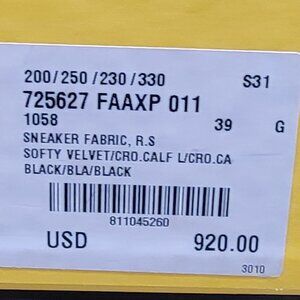 200/250/230/330 S31
725627 FAAXP 011
1058 39 G
SNEAKER FABRIC, R.S
SOFTY VELVET/CRO.CALF L/CRO.CA
BLACK/BLA/BLACK
811045260
USD 920.00
3010